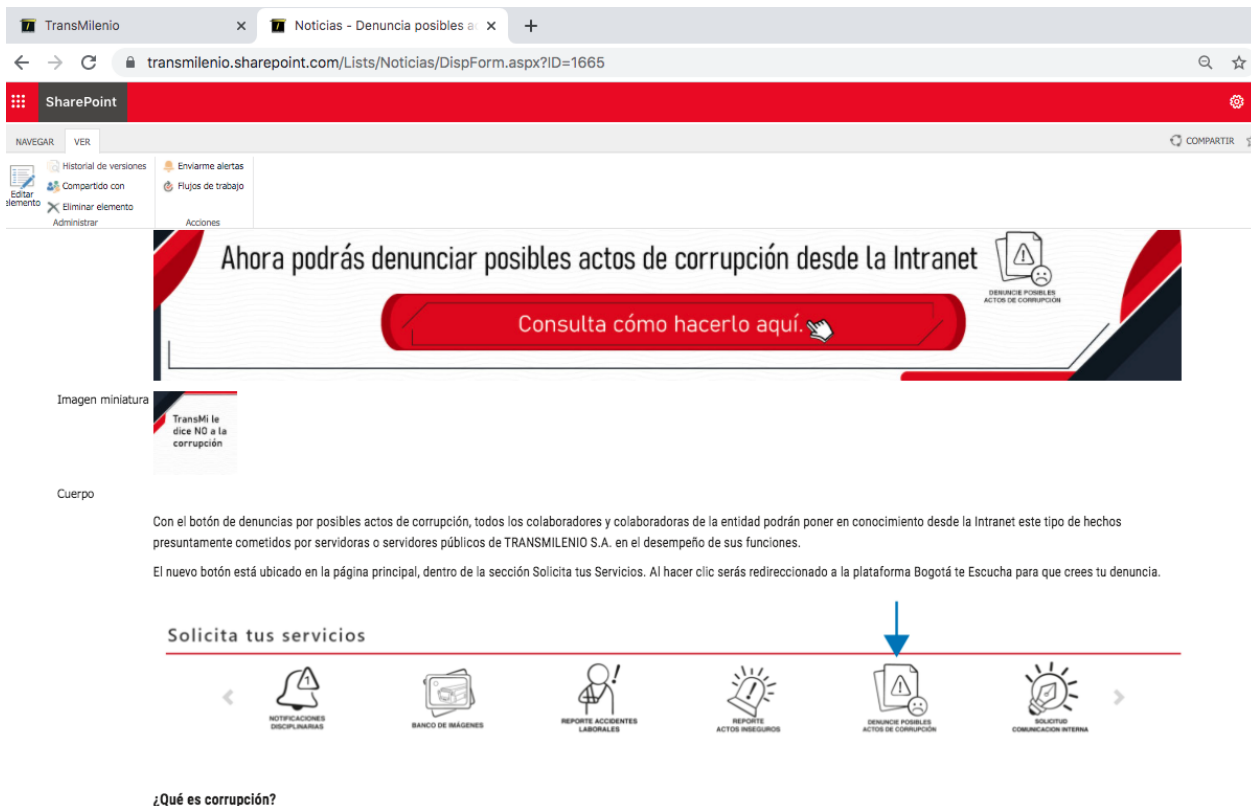 TransMilenio
Noticias - Denuncia posibles a
transmilenio.sharepoint.com/Lists/Noticias/DispForm.aspx?ID=1665
SharePoint
NAVEGAR VER
COMPARTIR
Editar
elemento
Historial de versiones
Compartido con
Eliminar elemento
Administrar
Enviarme alertas
Flujos de trabajo
Acciones
Ahora podrás denunciar posibles actos de corrupción desde la Intranet
DENUNCIE POSIBLES
ACTOS DE CORRUPCIÓN
Consulta cómo hacerlo aquí.
Imagen miniatura
TransMi le
dice NO a la
corrupción
Cuerpo
Con el botón de denuncias por posibles actos de corrupción, todos los colaboradores y colaboradoras de la entidad podrán poner en conocimiento desde la Intranet este tipo de hechos
presuntamente cometidos por servidoras o servidores públicos de TRANSMILENIO S.A. en el desempeño de sus funciones.
El nuevo botón está ubicado en la página principal, dentro de la sección Solicita tus Servicios. Al hacer clic serás redireccionado a la plataforma Bogotá te Escucha para que crees tu denuncia.
Solicita tus servicios
NOTIFICACIONES
DISCIPLINARIAS
BANCO DE IMÁGENES
REPORTE ACCIDENTES
LABORALES
REPORTE
ACTOS INSEGUROS
DENUNCIE POSIBLES
ACTOS DE CORRUPCIÓN
SOLICITUD
COMUNICACION INTERNA
¿Qué es corrupción?